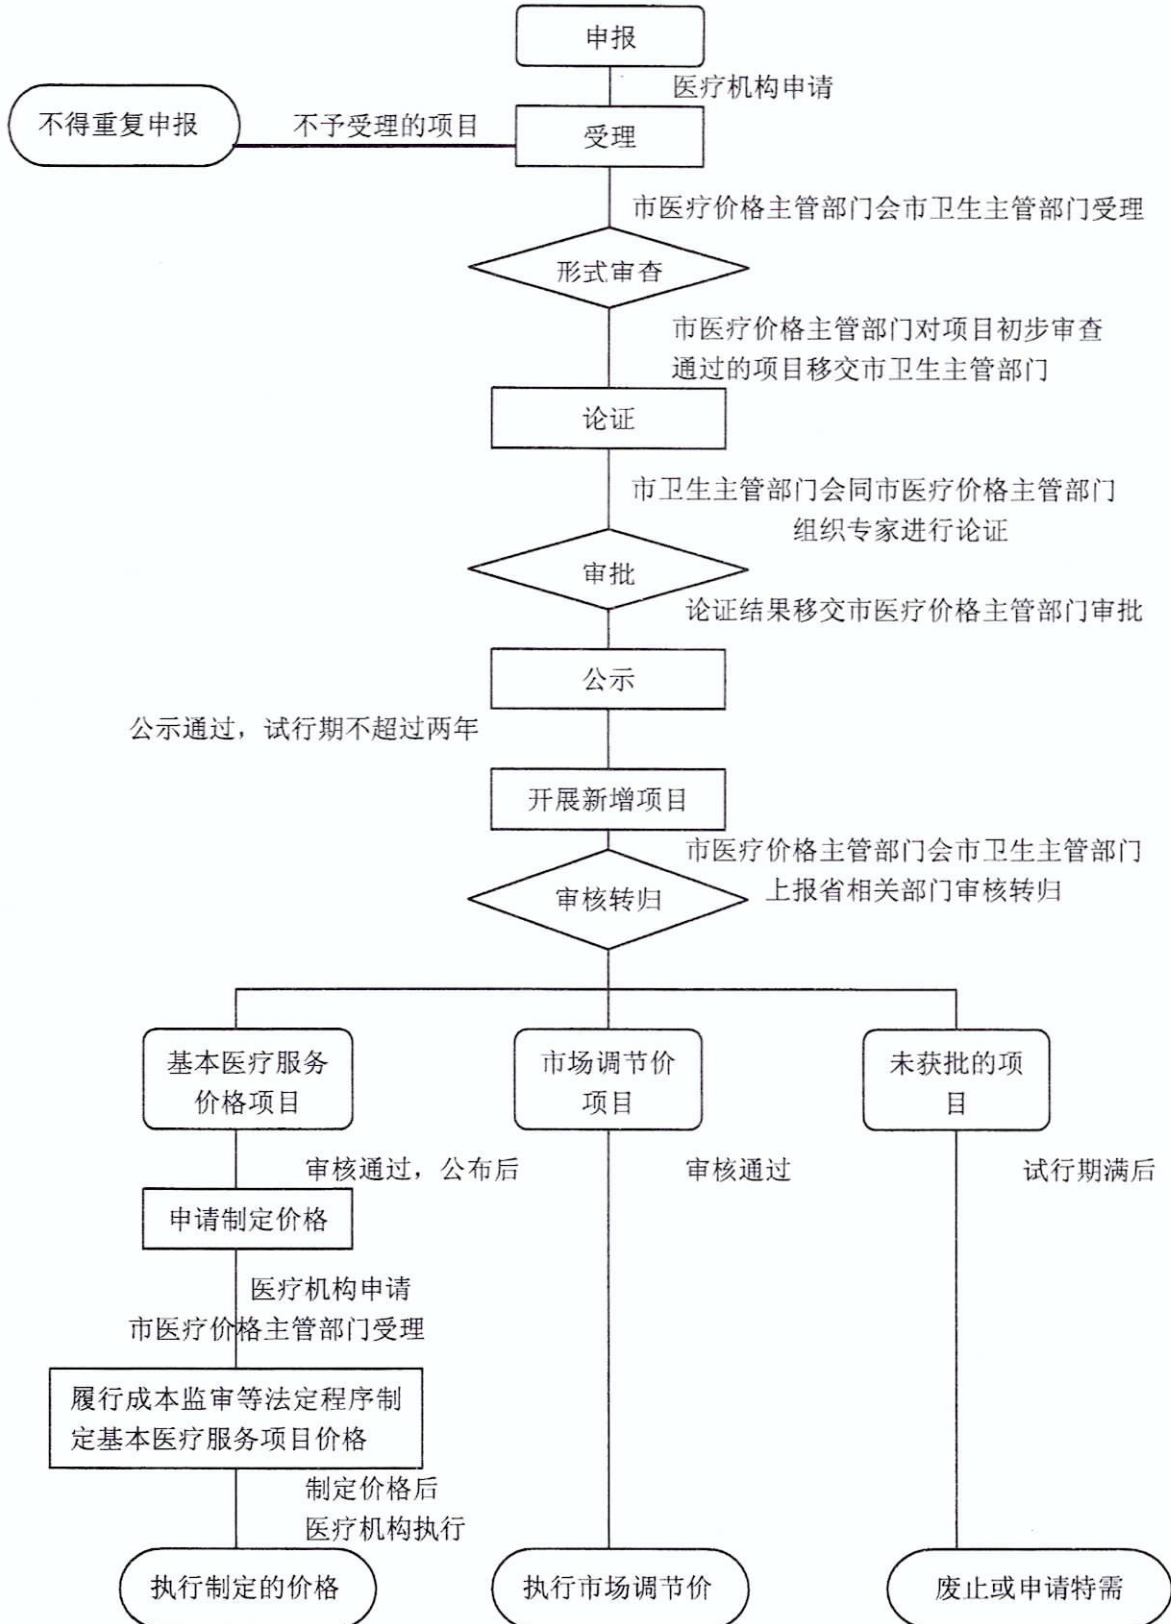 申报
医疗机构申请
不得重复申报
不予受理的项目
受理
市医疗价格主管部门会市卫生主管部门受理
形式审查
市医疗价格主管部门对项目初步审查
通过的项目移交市卫生主管部门
论证
市卫生主管部门会同市医疗价格主管部门
组织专家进行论证
审批
论证结果移交市医疗价格主管部门审批
公示
公示通过，试行期不超过两年
开展新增项目
市医疗价格主管部门会市卫生主管部门
上报省相关部门审核转归
审核转归
基本医疗服务
价格项目
市场调节价
项目
未获批的项
目
审核通过，公布后
审核通过
试行期满后
申请制定价格
医疗机构申请
市医疗价格主管部门受理
履行成本监审等法定程序制
定基本医疗服务项目价格
制定价格后
医疗机构执行
执行制定的价格
执行市场调节价
废止或申请特需